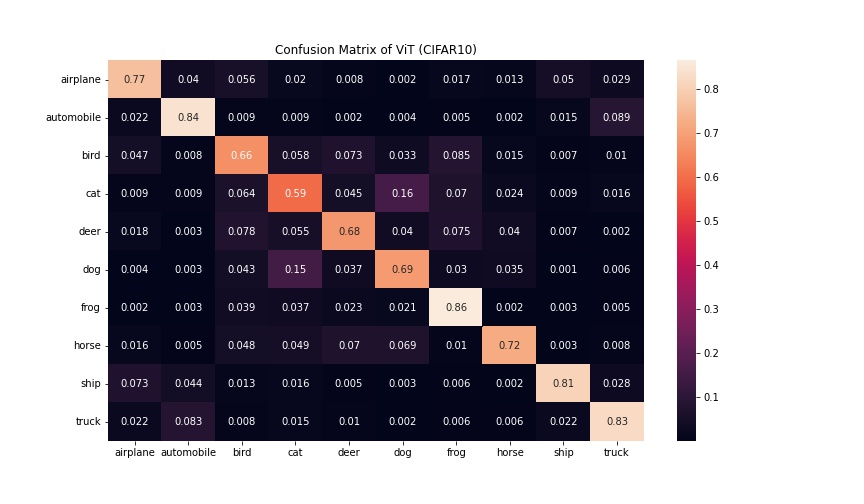 Confusion Matrix of ViT (CIFAR10)
airplane 0.77 0.04 0.056 0.02 0.008 0.002 0.017 0.013 0.05 0.029
automobile 0.022 0.84 0.009 0.009 0.002 0.004 0.005 0.002 0.015 0.089
bird 0.047 0.008 0.66 0.058 0.073 0.033 0.085 0.015 0.007 0.01
cat 0.009 0.009 0.064 0.59 0.045 0.16 0.07 0.024 0.009 0.016
deer 0.018 0.003 0.078 0.055 0.68 0.04 0.075 0.04 0.007 0.002
dog 0.004 0.003 0.043 0.15 0.037 0.69 0.03 0.035 0.001 0.006
frog 0.002 0.003 0.039 0.037 0.023 0.021 0.86 0.002 0.003 0.005
horse 0.016 0.005 0.048 0.049 0.07 0.069 0.01 0.72 0.003 0.008
ship 0.073 0.044 0.013 0.016 0.005 0.003 0.006 0.002 0.81 0.028
truck 0.022 0.083 0.008 0.015 0.01 0.002 0.006 0.006 0.022 0.83
airplane automobile bird cat deer dog frog horse ship truck
0.8
0.7
0.6
0.5
0.4
0.3
0.2
0.1